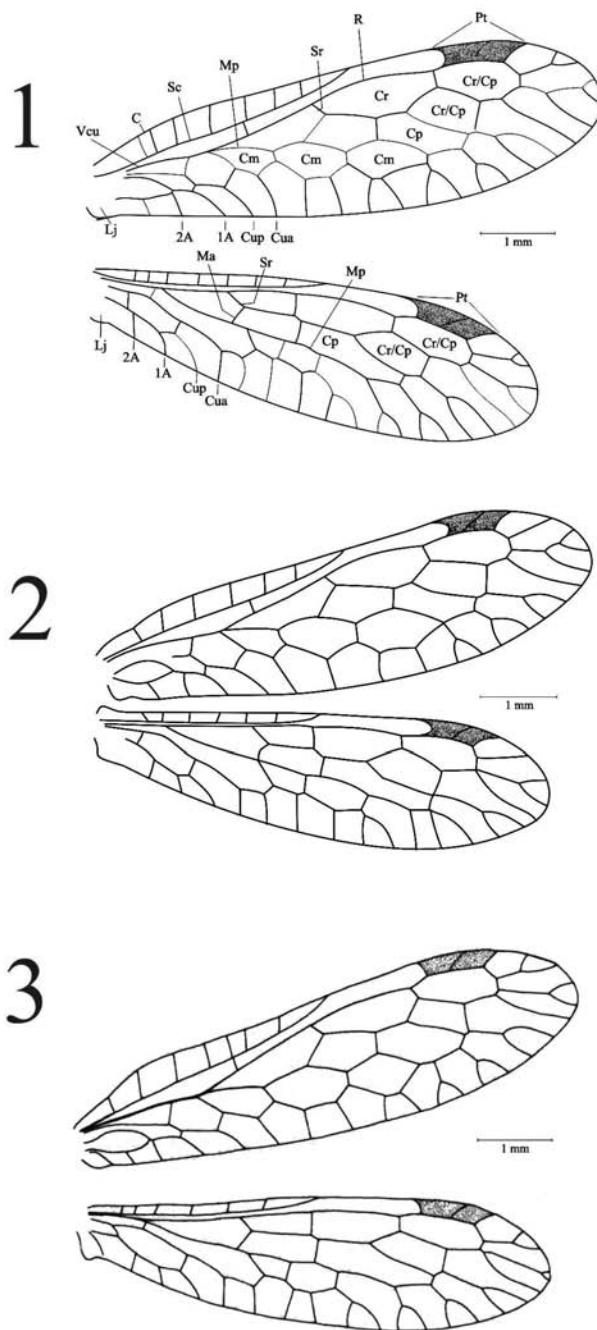 R Pt
Sr
Mp
Sc
C
Vcu
Cr Cr/Cp
Cr/Cp
Cp
Cm Cm Cm
1
Lj 2A 1A Cup Cua
1 mm
Ma Sr Mp Pt
Cp Cr/Cp Cr/Cp
Lj
2A
1A
Cup
Cua
2
1 mm
3
1 mm